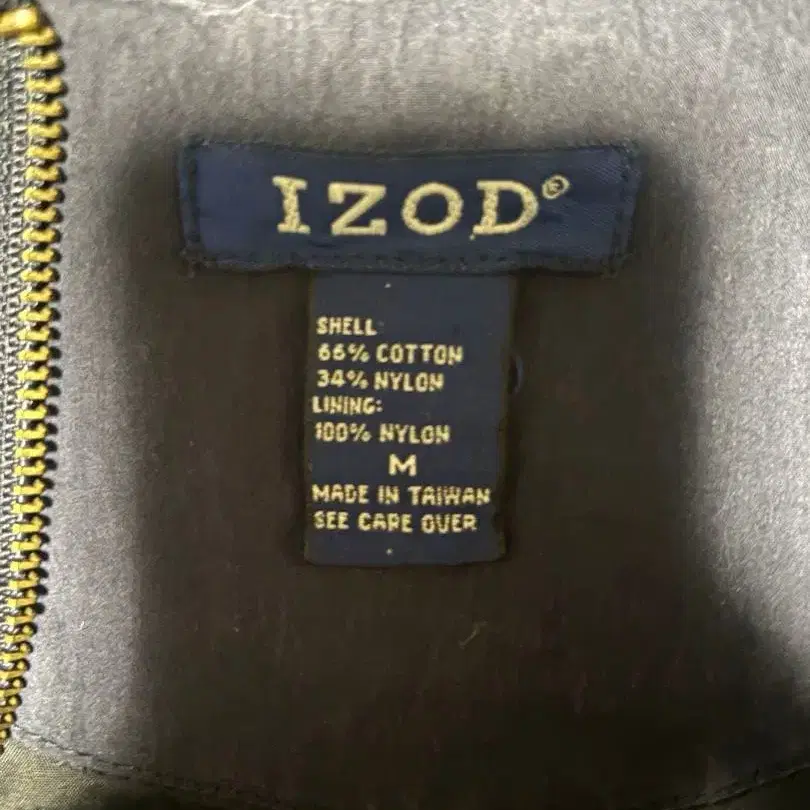 IZOD®
SHELL:
66% COTTON
34% NYLON
LINING:
100% NYLON
M
MADE IN TAIWAN
SEE CARE OVER